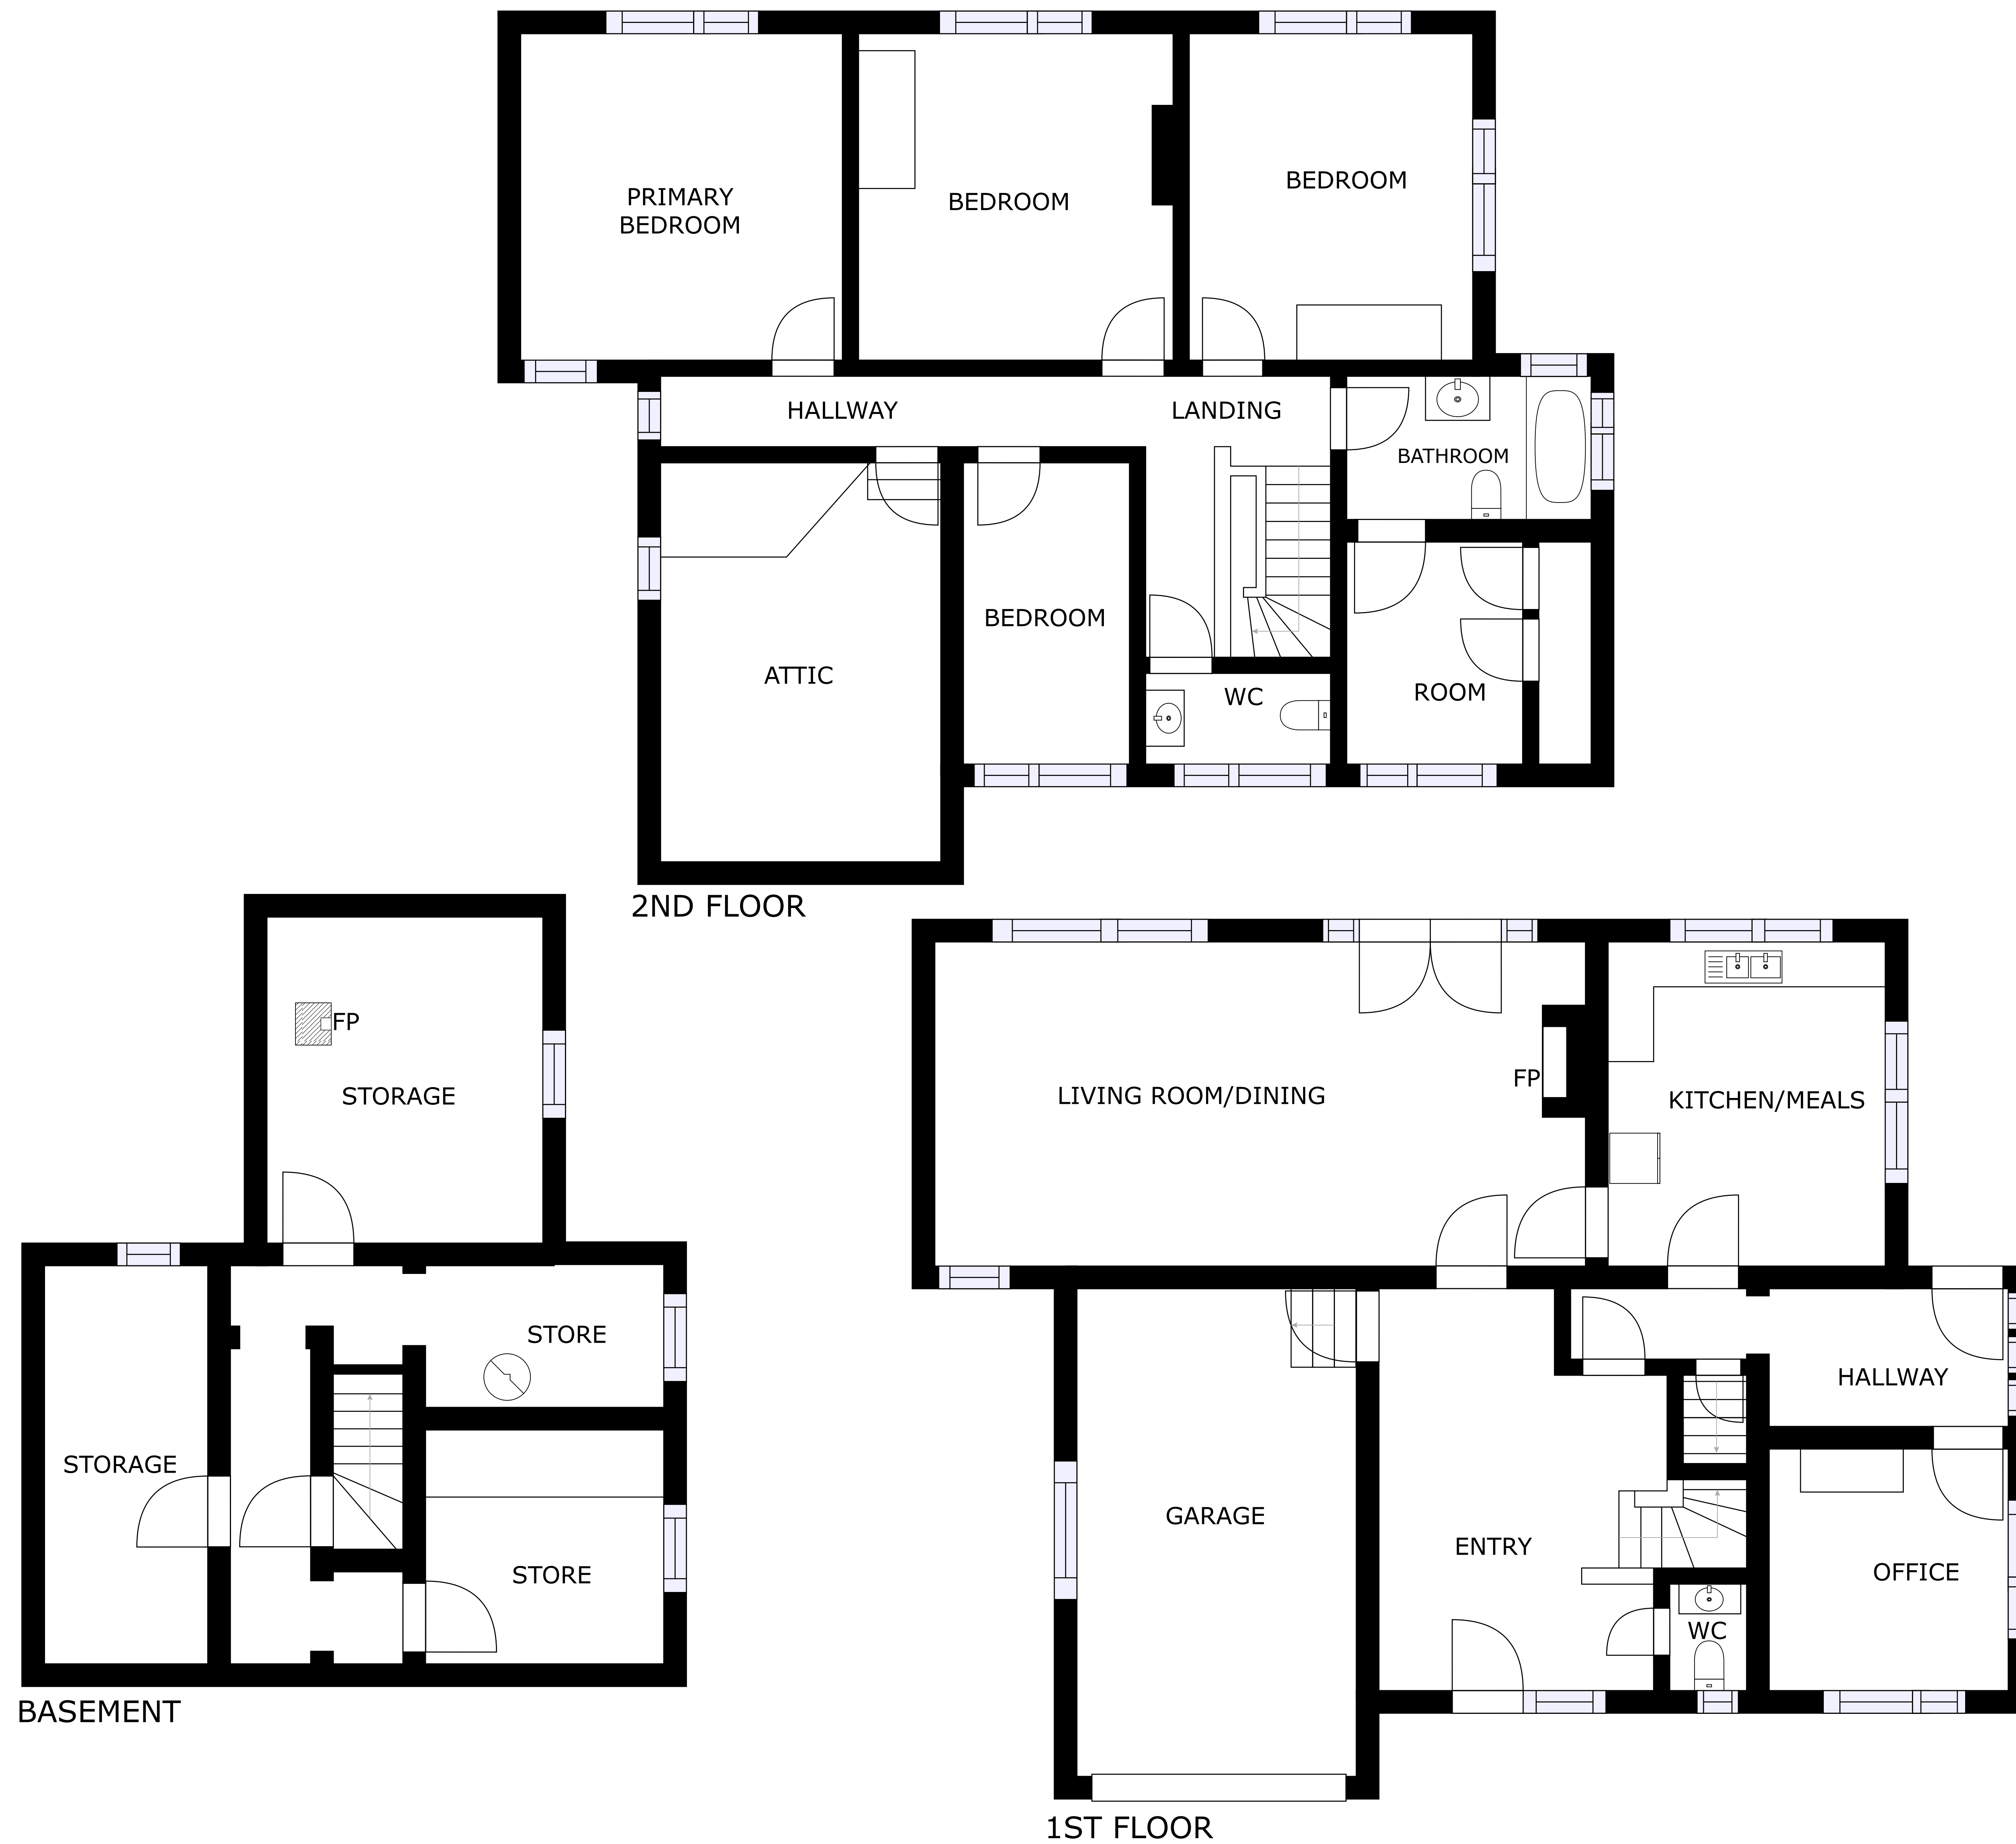 PRIMARY
BEDROOM
BEDROOM
BEDROOM
HALLWAY
LANDING
BATHROOM
BEDROOM
ATTIC
WC
ROOM
2ND FLOOR
FP
STORAGE
STORE
STORAGE
STORE
BASEMENT
LIVING ROOM/DINING
FP
KITCHEN/MEALS
HALLWAY
GARAGE
ENTRY
OFFICE
WC
1ST FLOOR